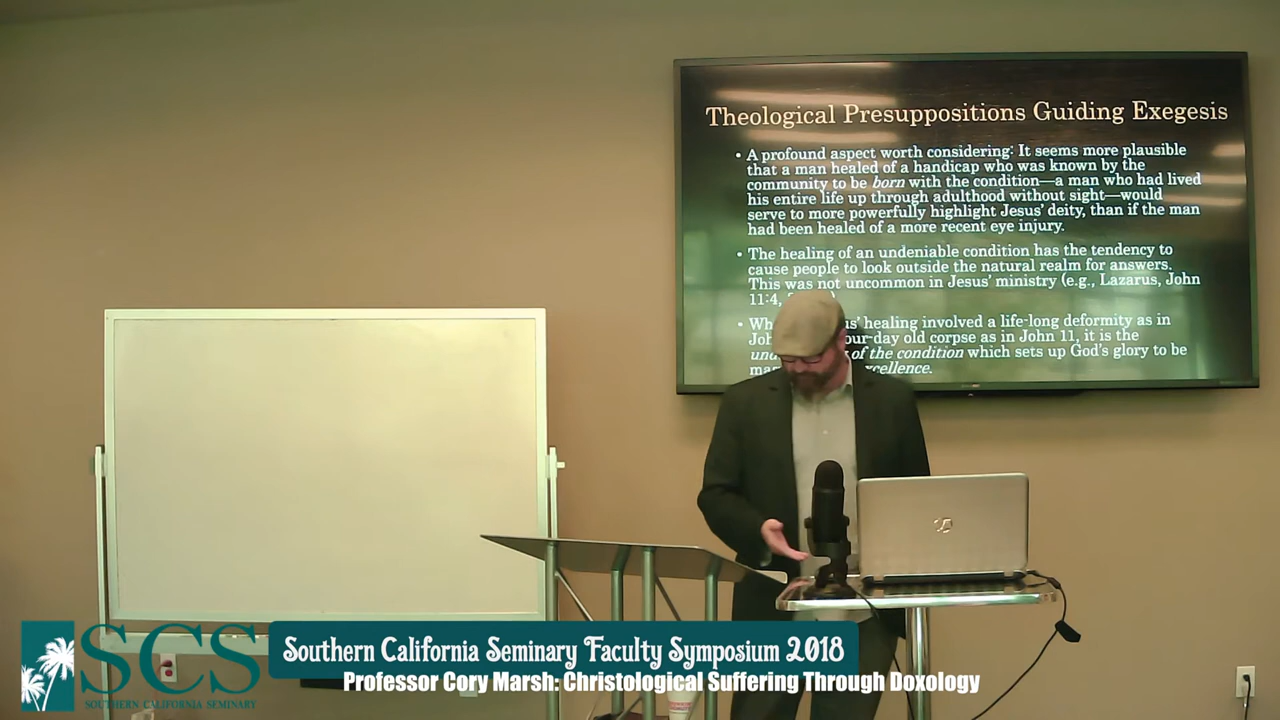 Theological Presuppositions Guiding Exegesis
• A profound aspect worth considering: It seems more plausible
that a man healed of a handicap who was known by the
community to be born with the condition—a man who had lived
his entire life up through adulthood without sight—would
serve to more powerfully highlight Jesus' deity, than if the man
had been healed of a more recent eye injury.
• The healing of an undeniable condition has the tendency to
cause people to look outside the natural realm for answers.
This was not uncommon in Jesus' ministry (e.g., Lazarus, John
11:4,
• healing involved a life-long deformity as in
old corpse as in John 11, it is the
of the condition which sets up God's glory to be
SCS
SOUTHERN CALIFORNIA SEMINARY
Southern California Seminary Faculty Symposium 2018
Professor Cory Marsh: Christological Suffering Through Doxology